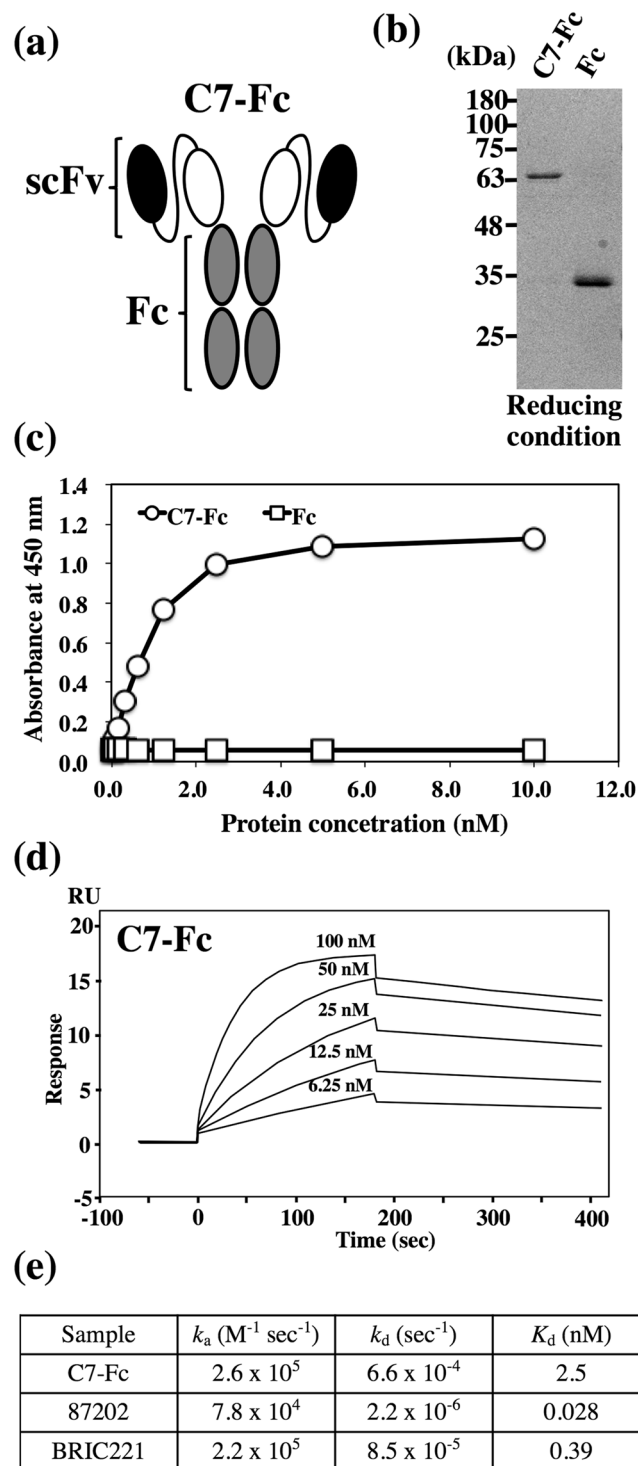 (a)
C7-Fc
scFv
Fc
(b)
(kDa)
C7-Fc
Fc
180
100
75
63
48
35
25
Reducing
condition
(c)
Absorbance at 450 nm
1.4
1.2
1.0
0.8
0.6
0.4
0.2
0.0
C7-Fc
Fc
0.0 2.0 4.0 6.0 8.0 10.0 12.0
Protein concetration (nM)
(d)
RU
C7-Fc
Response
20
15
10
5
0
-5
100 nM
50 nM
25 nM
12.5 nM
6.25 nM
-100 0 100 200 300 400
Time (sec)
(e)
Sample kₐ (M⁻¹ sec⁻¹) k_d (sec⁻¹) K_d (nM)
C7-Fc 2.6 x 10⁵ 6.6 x 10⁻⁴ 2.5
87202 7.8 x 10⁴ 2.2 x 10⁻⁶ 0.028
BRIC221 2.2 x 10⁵ 8.5 x 10⁻⁵ 0.39